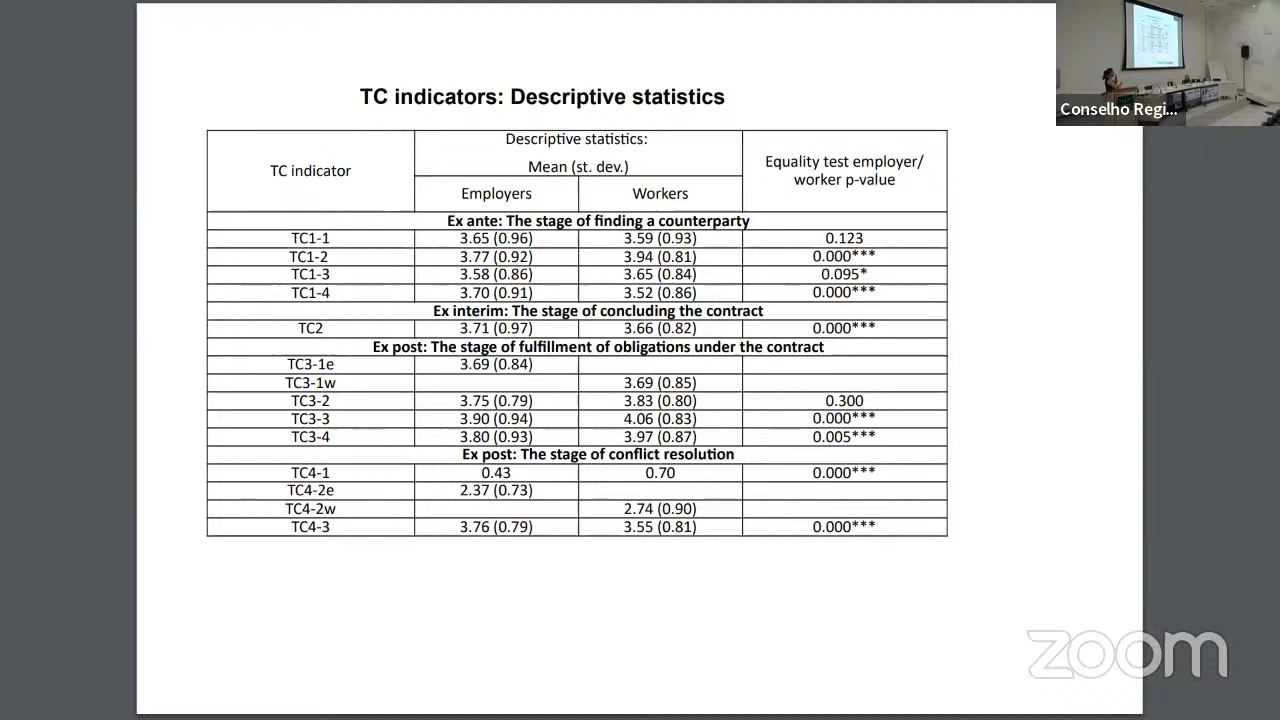 TC indicators: Descriptive statistics
TC indicator
Descriptive statistics:
Mean (st. dev.)
Equality test employer/
worker p-value
Employers
Workers
Ex ante: The stage of finding a counterparty
TC1-1 3.65 (0.96) 3.59 (0.93) 0.123
TC1-2 3.77 (0.92) 3.94 (0.81) 0.000***
TC1-3 3.58 (0.86) 3.65 (0.84) 0.095*
TC1-4 3.70 (0.91) 3.52 (0.86) 0.000***
Ex interim: The stage of concluding the contract
TC2 3.71 (0.97) 3.66 (0.82) 0.000***
Ex post: The stage of fulfillment of obligations under the contract
TC3-1e 3.69 (0.84)
TC3-1w 3.69 (0.85)
TC3-2 3.75 (0.79) 3.83 (0.80) 0.300
TC3-3 3.90 (0.94) 4.06 (0.83) 0.000***
TC3-4 3.80 (0.93) 3.97 (0.87) 0.005***
Ex post: The stage of conflict resolution
TC4-1 0.43 0.70 0.000***
TC4-2e 2.37 (0.73)
TC4-2w 2.74 (0.90)
TC4-3 3.76 (0.79) 3.55 (0.81) 0.000***
Conselho Regi...
zoom